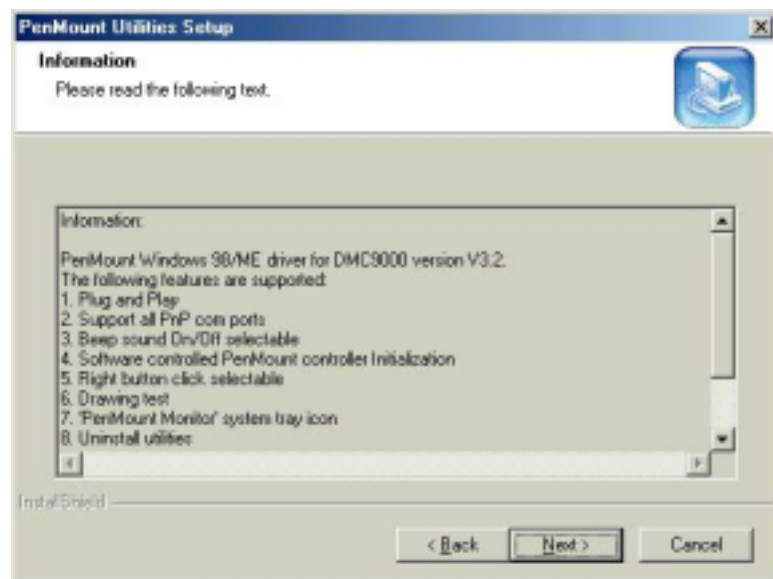 PenMount Utilities Setup
Information
Please read the following text.
Information:
PenMount Windows 98/ME driver for DMC9000 version V3.2.
The following features are supported:
1. Plug and Play
2. Support all PnP com ports
3. Beep sound On/Off selectable
4. Software controlled PenMount controller Initialization
5. Right button click selectable
6. Drawing test
7. 'PenMount Monitor' system tray icon
8. Uninstall utilities
InstallShield
< Back
Next >
Cancel